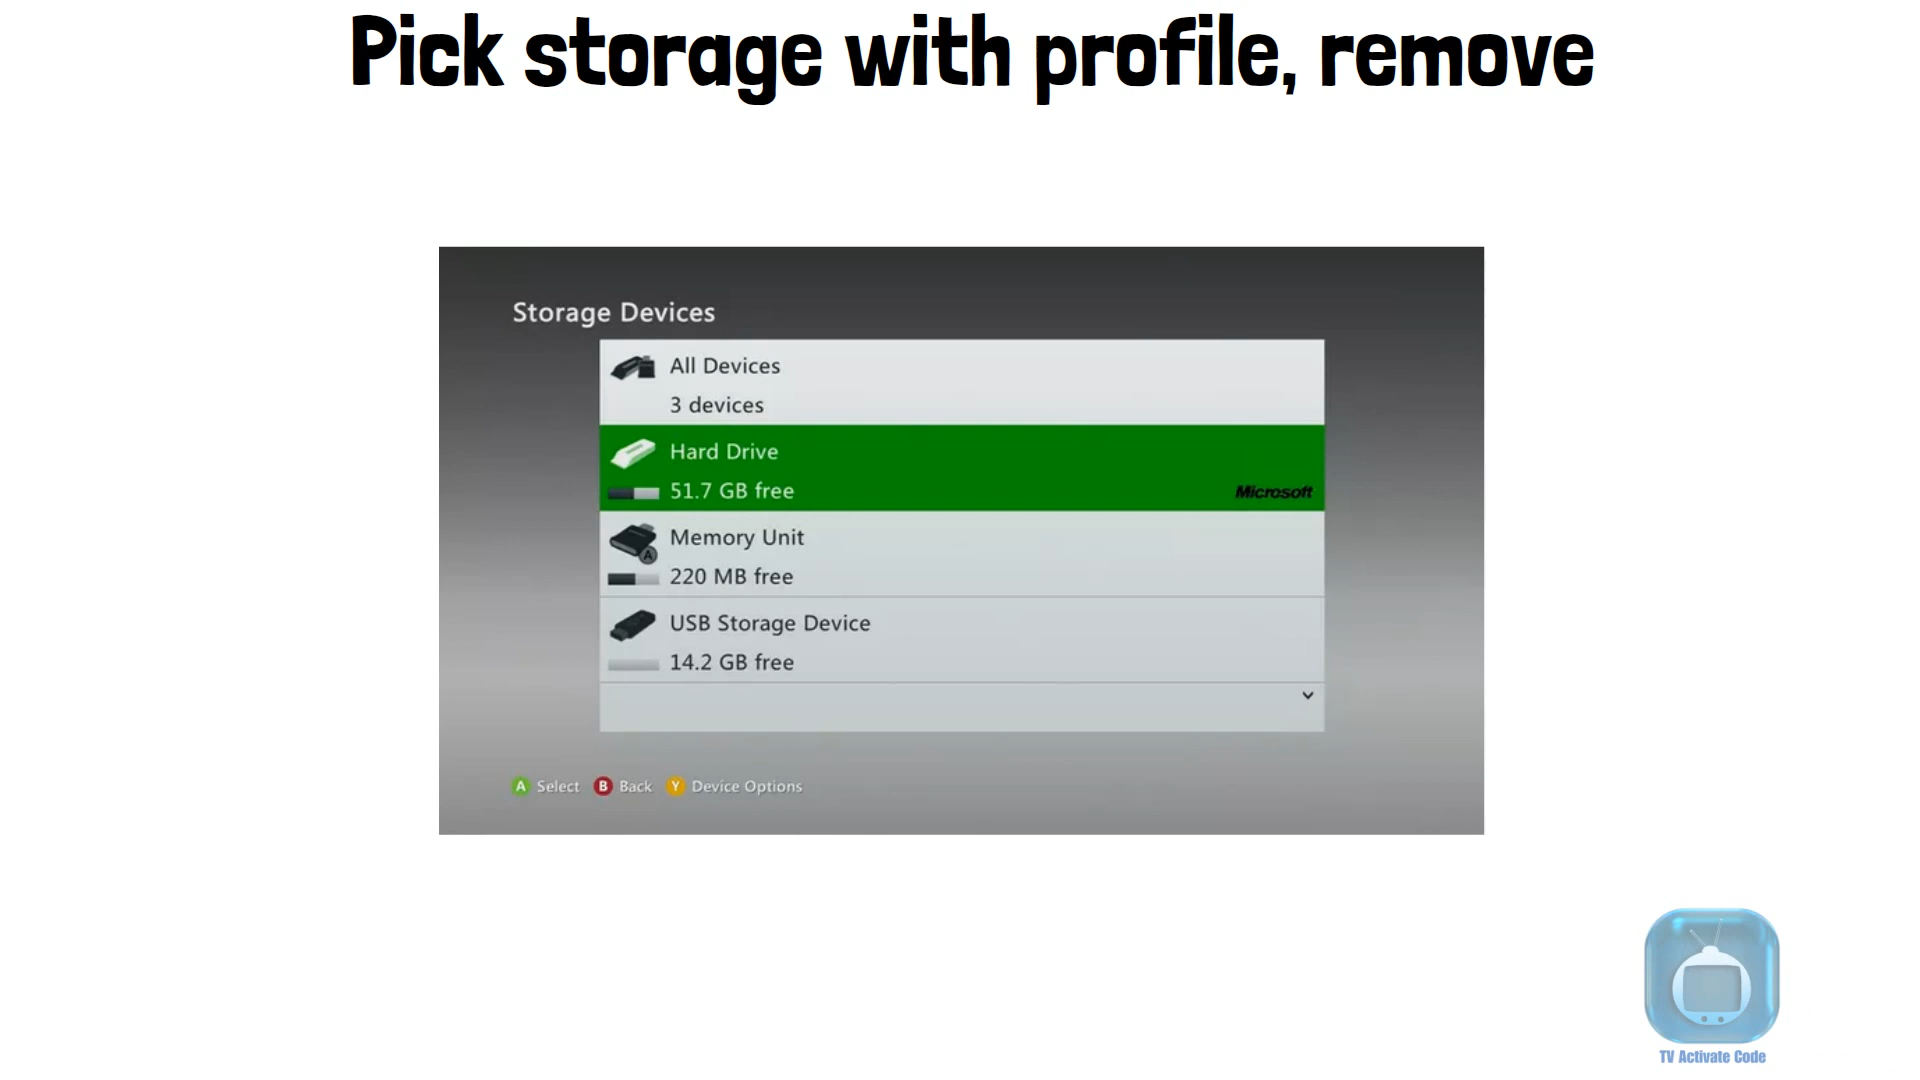 Pick storage with profile, remove
Storage Devices
All Devices
3 devices
Hard Drive
51.7 GB free
Microsoft
Memory Unit
A
220 MB free
USB Storage Device
14.2 GB free
A Select B Back Y Device Options
TV Activate Code